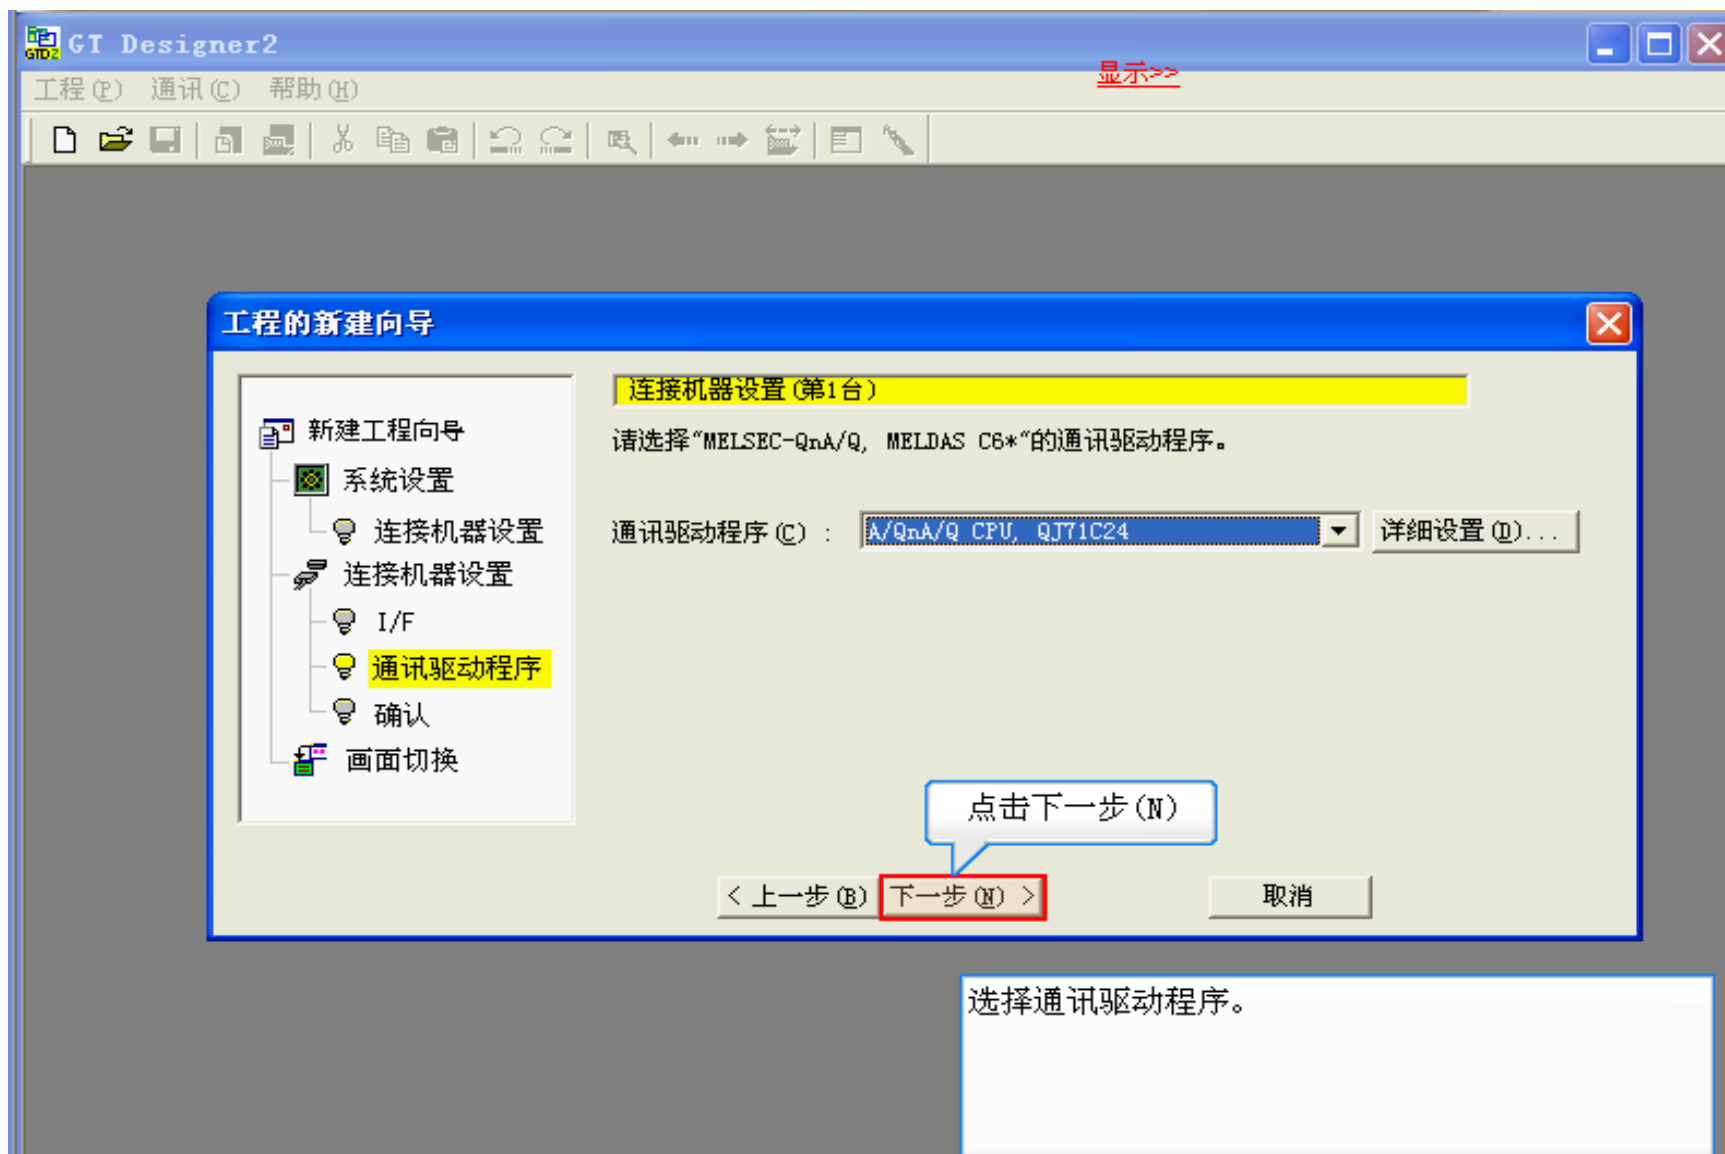 GT Designer2
工程(P) 通讯(C) 帮助(H)
显示>>
工程的新建向导
新建工程向导
系统设置
连接机器设置
连接机器设置
I/F
通讯驱动程序
确认
画面切换
连接机器设置(第1台)
请选择“MELSEC-QnA/Q, MELDAS C6*”的通讯驱动程序。
通讯驱动程序(C) : A/QnA/Q CPU, QJ71C24 详细设置(D)...
点击下一步(N)
< 上一步(B) 下一步(N) > 取消
选择通讯驱动程序。